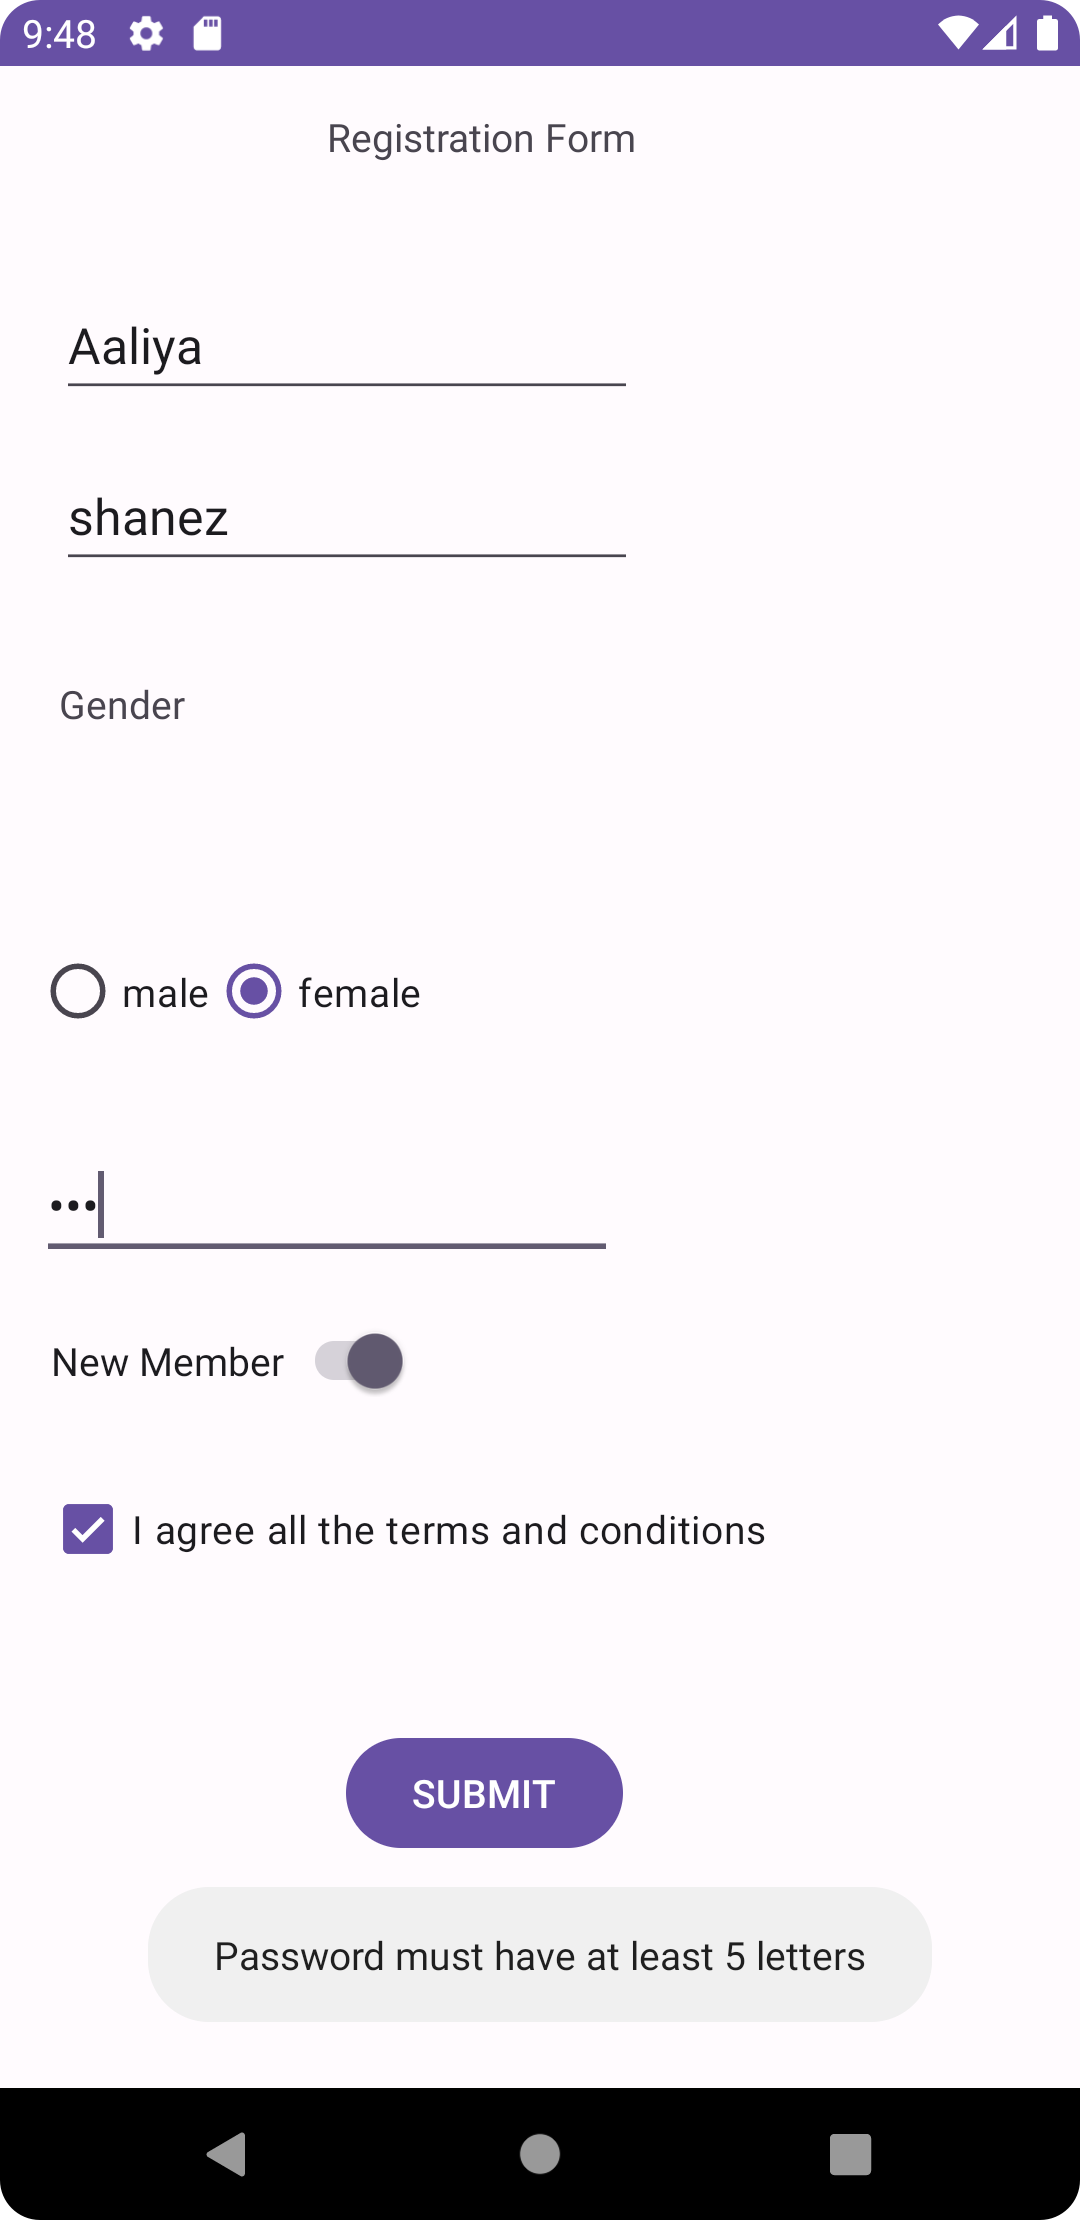 9:48
Registration Form
Aaliya
shanez
Gender
male female
•••
New Member
I agree all the terms and conditions
SUBMIT
Password must have at least 5 letters